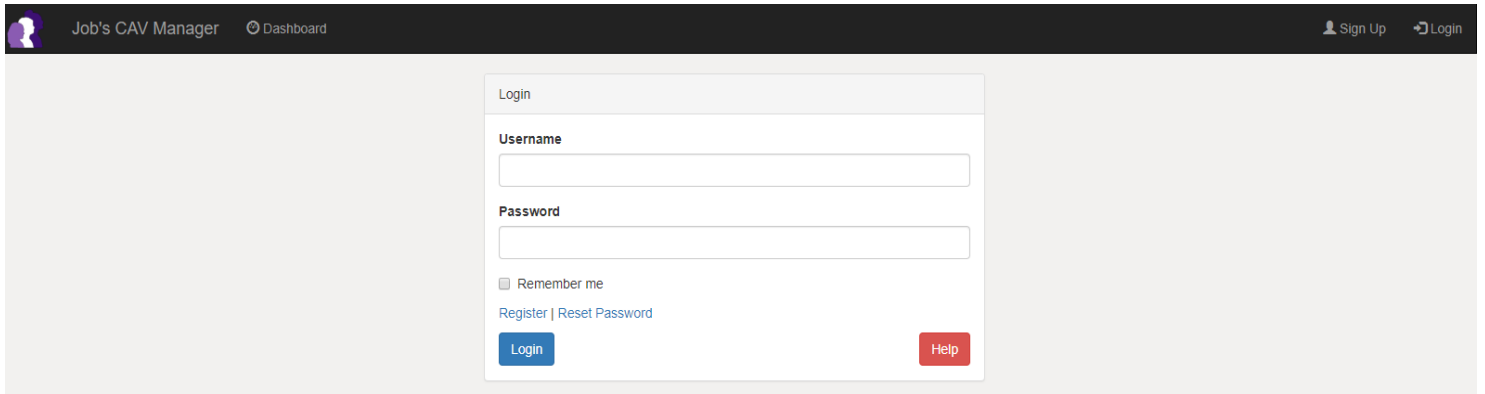 Job's CAV Manager Dashboard Sign Up Login
Login
Username
Password
Remember me
Register | Reset Password
Login Help